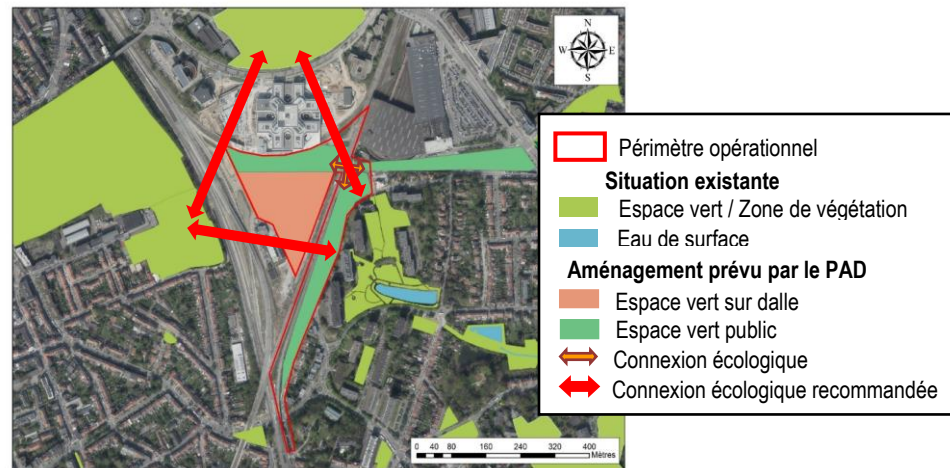 N
W E
S
Périmètre opérationnel
Situation existante
Espace vert / Zone de végétation
Eau de surface
Aménagement prévu par le PAD
Espace vert sur dalle
Espace vert public
Connexion écologique
Connexion écologique recommandée
0 40 80 160 240 320 400
Mètres